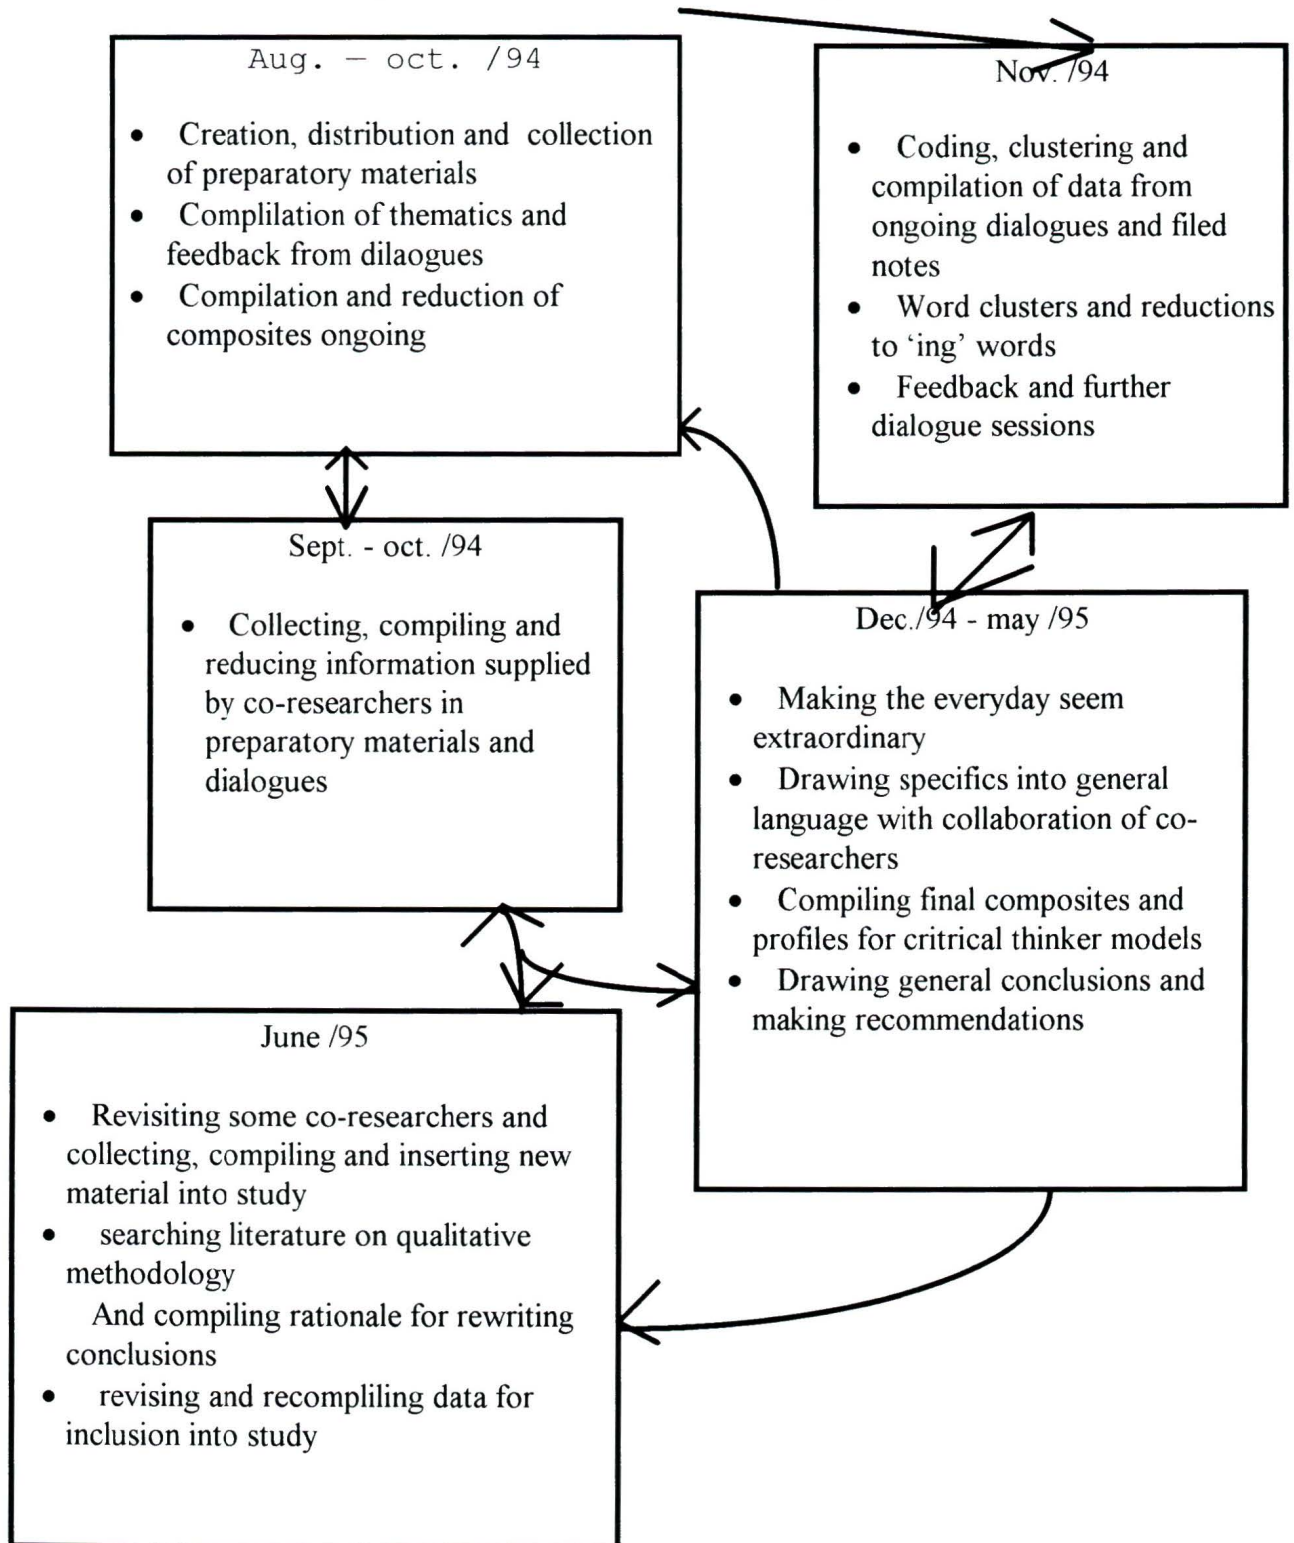 Aug. – oct. /94
• Creation, distribution and collection
of preparatory materials
• Complilation of thematics and
feedback from dilaogues
• Compilation and reduction of
composites ongoing
Nov. /94
• Coding, clustering and
compilation of data from
ongoing dialogues and filed
notes
• Word clusters and reductions
to ‘ing’ words
• Feedback and further
dialogue sessions
Sept. - oct. /94
• Collecting, compiling and
reducing information supplied
by co-researchers in
preparatory materials and
dialogues
Dec./94 - may /95
• Making the everyday seem
extraordinary
• Drawing specifics into general
language with collaboration of co-
researchers
• Compiling final composites and
profiles for critrical thinker models
• Drawing general conclusions and
making recommendations
June /95
• Revisiting some co-researchers and
collecting, compiling and inserting new
material into study
• searching literature on qualitative
methodology
And compiling rationale for rewriting
conclusions
• revising and recompliling data for
inclusion into study